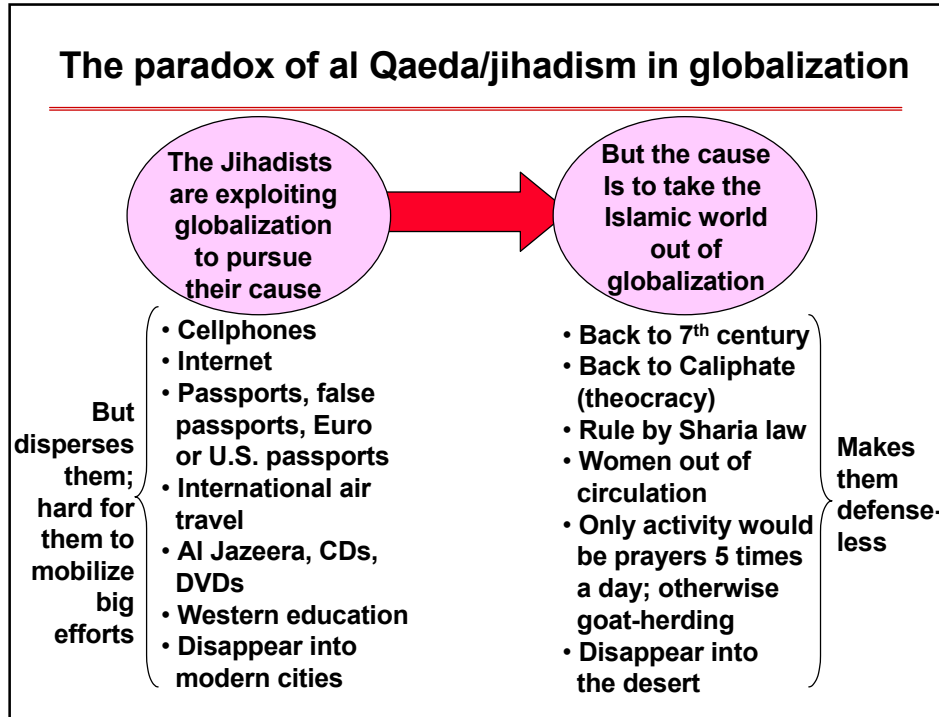 The paradox of al Qaeda/jihadism in globalization
The Jihadists
are exploiting
globalization
to pursue
their cause
But the cause
Is to take the
Islamic world
out of
globalization
But
disperses
them;
hard for
them to
mobilize
big
efforts
• Cellphones
• Internet
• Passports, false
passports, Euro
or U.S. passports
• International air
travel
• Al Jazeera, CDs,
DVDs
• Western education
• Disappear into
modern cities
• Back to 7th century
• Back to Caliphate
(theocracy)
• Rule by Sharia law
• Women out of
circulation
• Only activity would
be prayers 5 times
a day; otherwise
goat-herding
• Disappear into
the desert
Makes
them
defense-
less